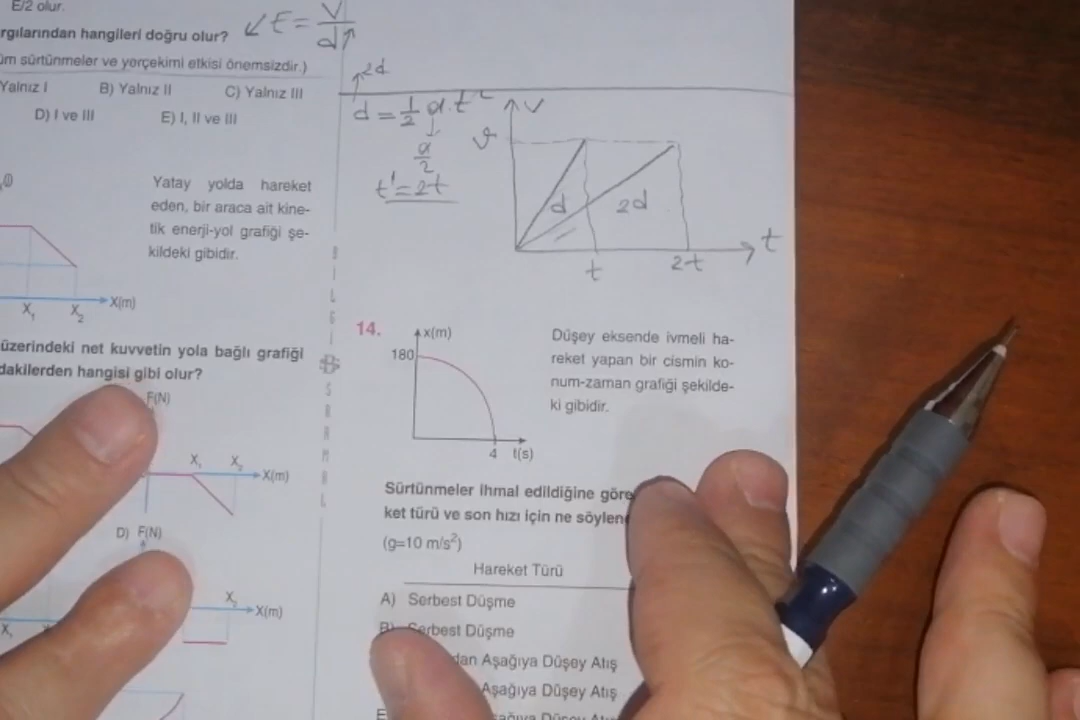 E/2 olur.
rgılarından hangileri doğru olur?
↙E = V/d↑
üm sürtünmeler ve yerçekimi etkisi önemsizdir.)
Yalnız I B) Yalnız II C) Yalnız III
D) I ve III E) I, II ve III
2d
d = 1/2 a.t²
a/2
t' = 2t
V
ϑ
d 2d
t 2t t
Yatay yolda hareket
eden, bir araca ait kine-
tik enerji-yol grafiği şe-
kildeki gibidir.
X₁ X₂ X(m)
üzerindeki net kuvvetin yola bağlı grafiği
dakilerden hangisi gibi olur?
F(N)
X₁ X₂ X(m)
D) F(N)
X₂ X(m)
X₁
14.
x(m)
180
4 t(s)
Düşey eksende ivmeli ha-
reket yapan bir cismin ko-
num-zaman grafiği şekilde-
ki gibidir.
Sürtünmeler ihmal edildiğine göre
ket türü ve son hızı için ne söylen
(g=10 m/s²)
Hareket Türü
A) Serbest Düşme
B) Serbest Düşme
dan Aşağıya Düşey Atış
Aşağıya Düşey Atış
E